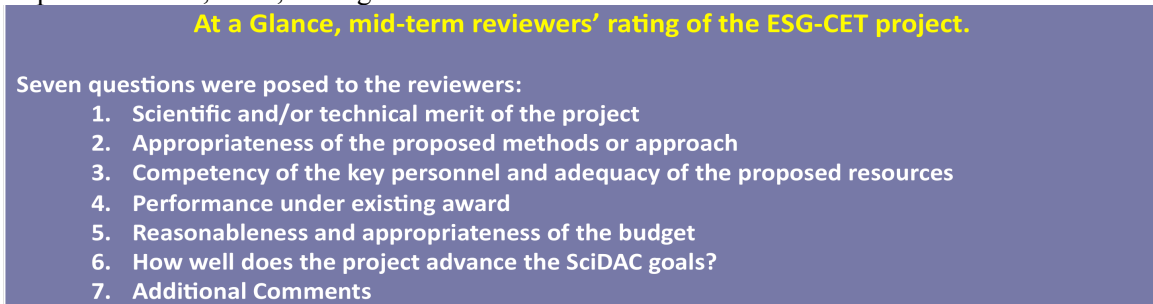 At a Glance, mid-term reviewers’ rating of the ESG-CET project.
Seven questions were posed to the reviewers:
1. Scientific and/or technical merit of the project
2. Appropriateness of the proposed methods or approach
3. Competency of the key personnel and adequacy of the proposed resources
4. Performance under existing award
5. Reasonableness and appropriateness of the budget
6. How well does the project advance the SciDAC goals?
7. Additional Comments